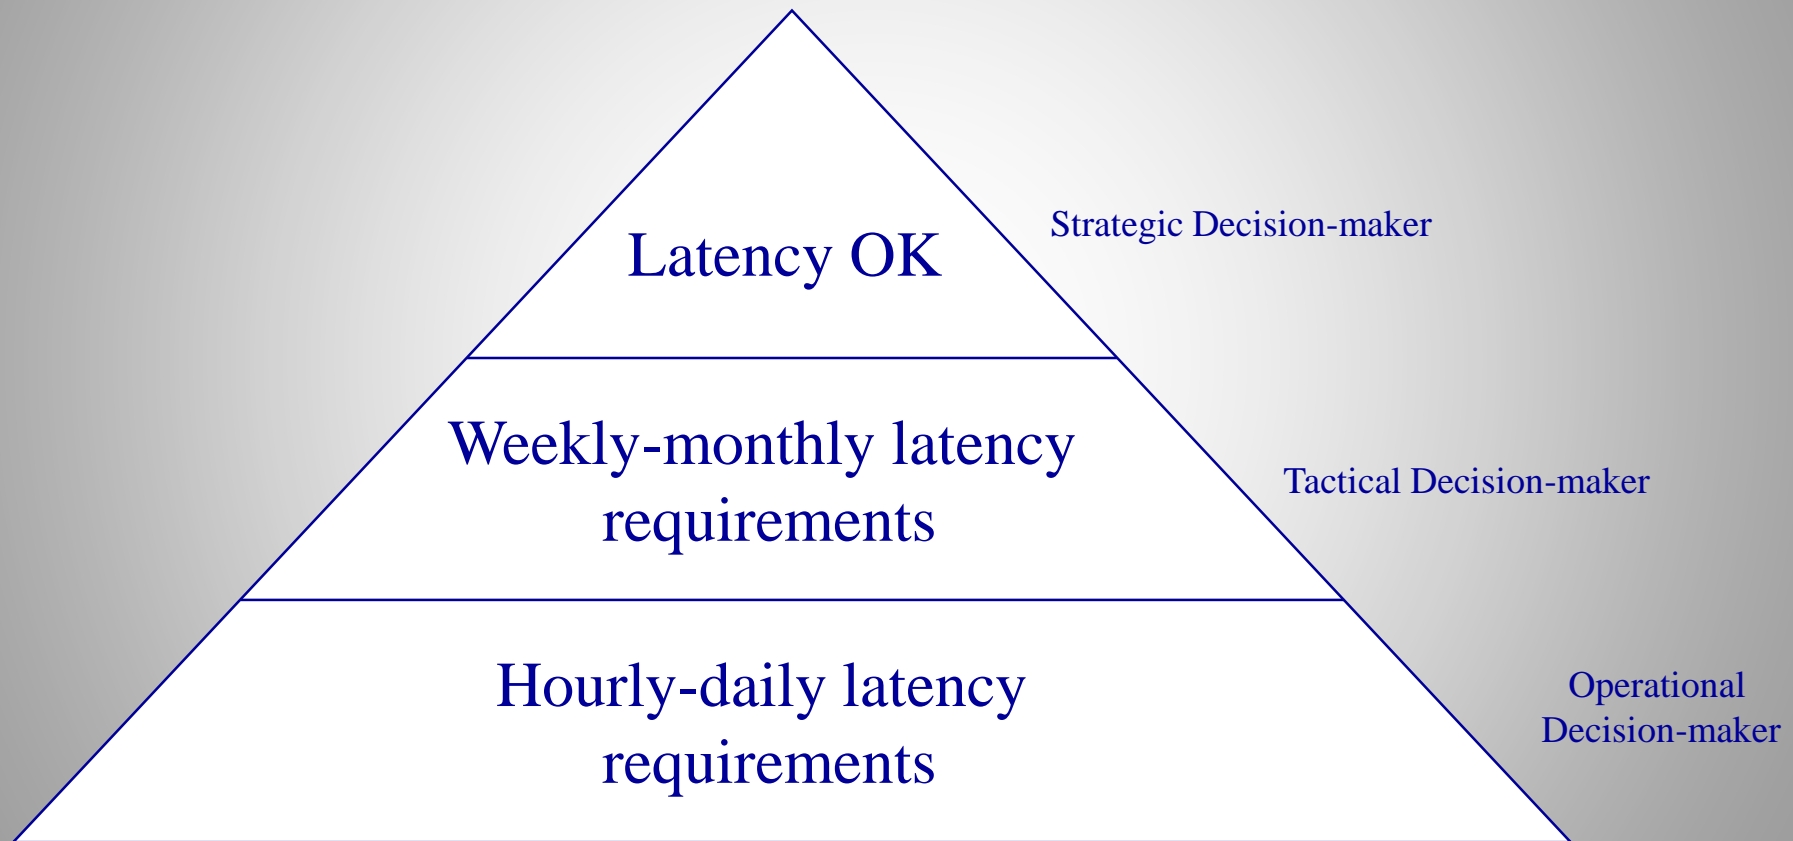 Latency OK
Strategic Decision-maker
Weekly-monthly latency
requirements
Tactical Decision-maker
Hourly-daily latency
requirements
Operational
Decision-maker